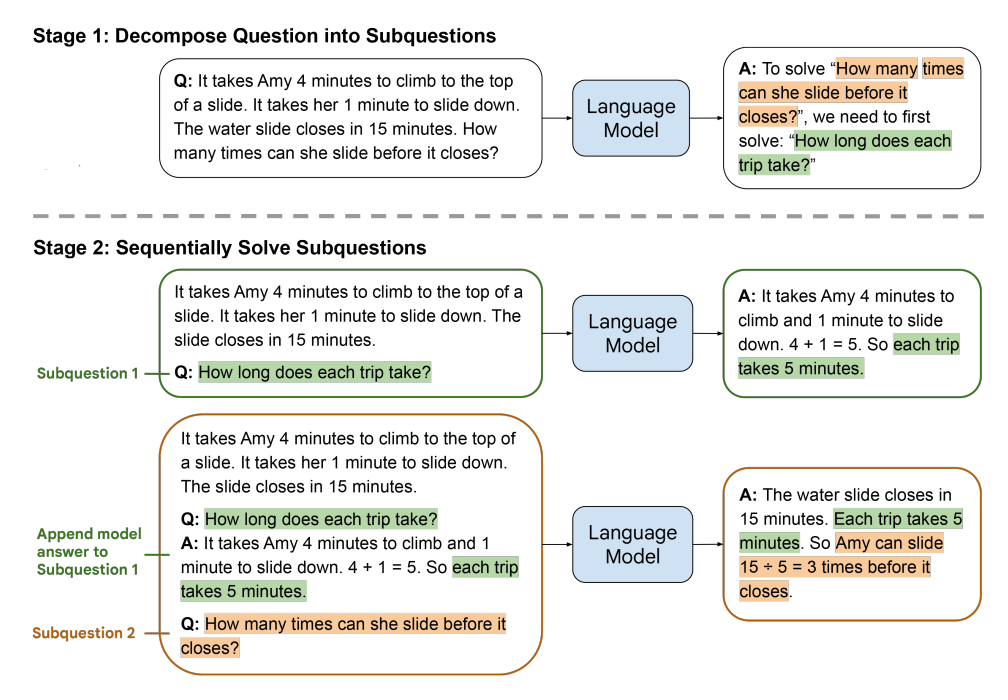 Stage 1: Decompose Question into Subquestions
Q: It takes Amy 4 minutes to climb to the top
of a slide. It takes her 1 minute to slide down.
The water slide closes in 15 minutes. How
many times can she slide before it closes?
Language
Model
A: To solve “How many times
can she slide before it
closes?”, we need to first
solve: “How long does each
trip take?”
Stage 2: Sequentially Solve Subquestions
It takes Amy 4 minutes to climb to the top of a
slide. It takes her 1 minute to slide down. The
slide closes in 15 minutes.
Subquestion 1
Q: How long does each trip take?
Language
Model
A: It takes Amy 4 minutes to
climb and 1 minute to slide
down. 4 + 1 = 5. So each trip
takes 5 minutes.
It takes Amy 4 minutes to climb to the top of
a slide. It takes her 1 minute to slide down.
The slide closes in 15 minutes.
Q: How long does each trip take?
Append model
answer to
Subquestion 1
A: It takes Amy 4 minutes to climb and 1
minute to slide down. 4 + 1 = 5. So each trip
takes 5 minutes.
Subquestion 2
Q: How many times can she slide before it
closes?
Language
Model
A: The water slide closes in
15 minutes. Each trip takes 5
minutes. So Amy can slide
15 ÷ 5 = 3 times before it
closes.